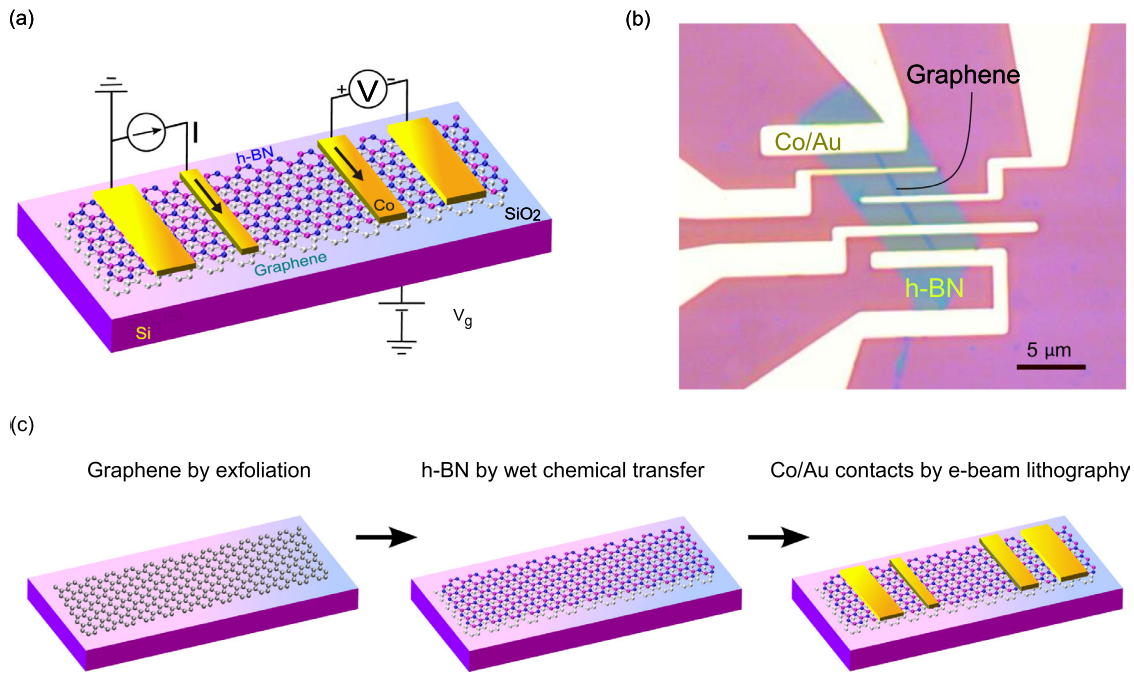 (a)
(b)
+ V -
I
h-BN
Co
SiO2
Graphene
Si
Vg
Graphene
Co/Au
h-BN
5 µm
(c)
Graphene by exfoliation
h-BN by wet chemical transfer
Co/Au contacts by e-beam lithography